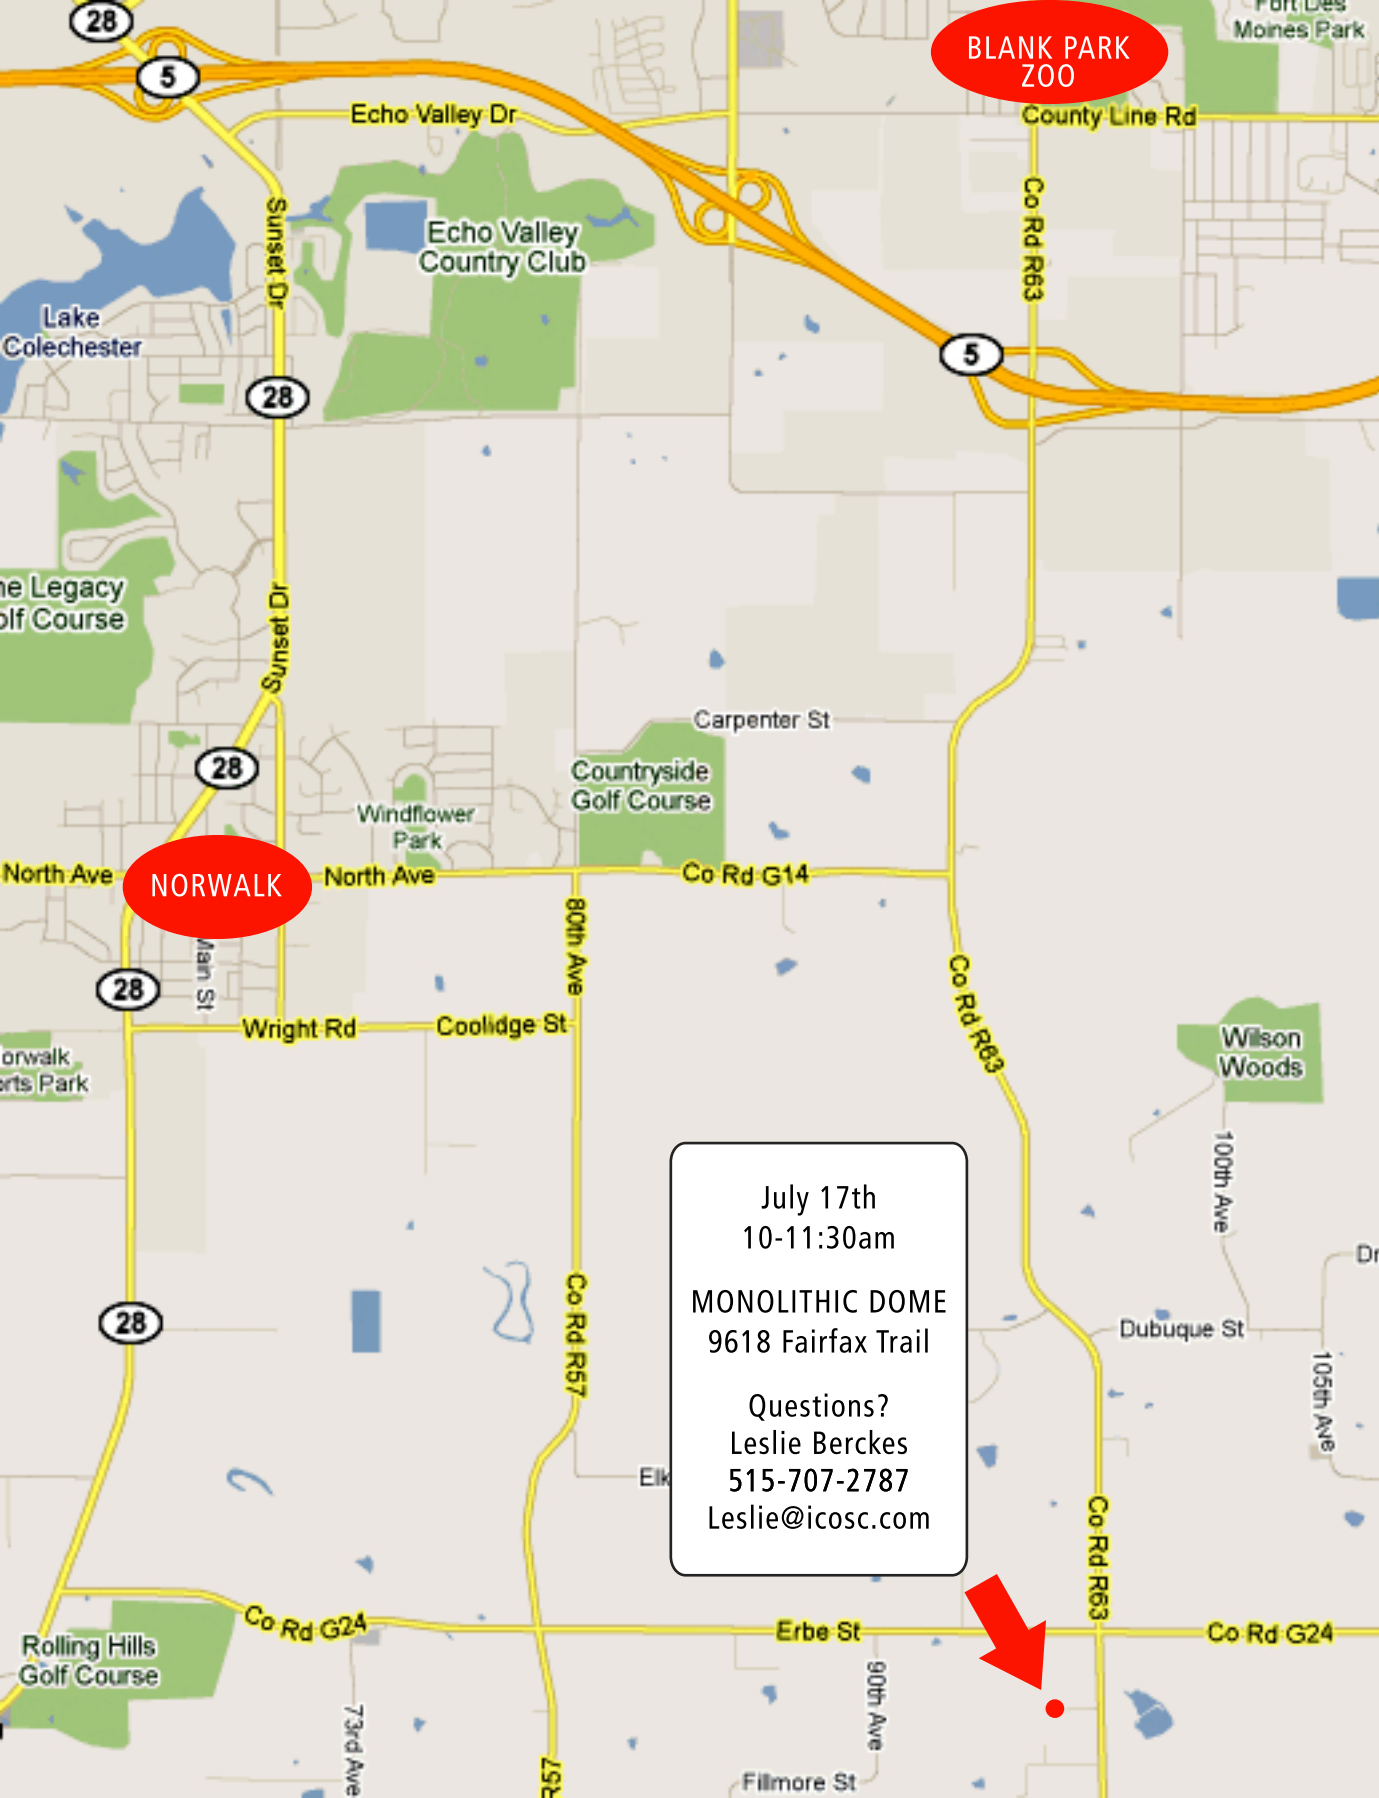 28
5
BLANK PARK
ZOO
Fort Des
Moines Park
Echo Valley Dr
County Line Rd
Sunset Dr
Echo Valley
Country Club
Co Rd R63
Lake
Colechester
5
28
he Legacy
olf Course
Sunset Dr
Carpenter St
28
Countryside
Golf Course
Windflower
Park
North Ave
NORWALK
North Ave
Co Rd G14
80th Ave
Main St
28
Co Rd R63
Wright Rd
Coolidge St
orwalk
orts Park
Wilson
Woods
100th Ave
July 17th
10-11:30am
MONOLITHIC DOME
9618 Fairfax Trail
Questions?
Leslie Berckes
515-707-2787
Leslie@icosc.com
Dr
Co Rd R57
28
Dubuque St
105th Ave
Elk
Co Rd R63
Co Rd G24
Erbe St
Co Rd G24
Rolling Hills
Golf Course
90th Ave
73rd Ave
R57
Fillmore St